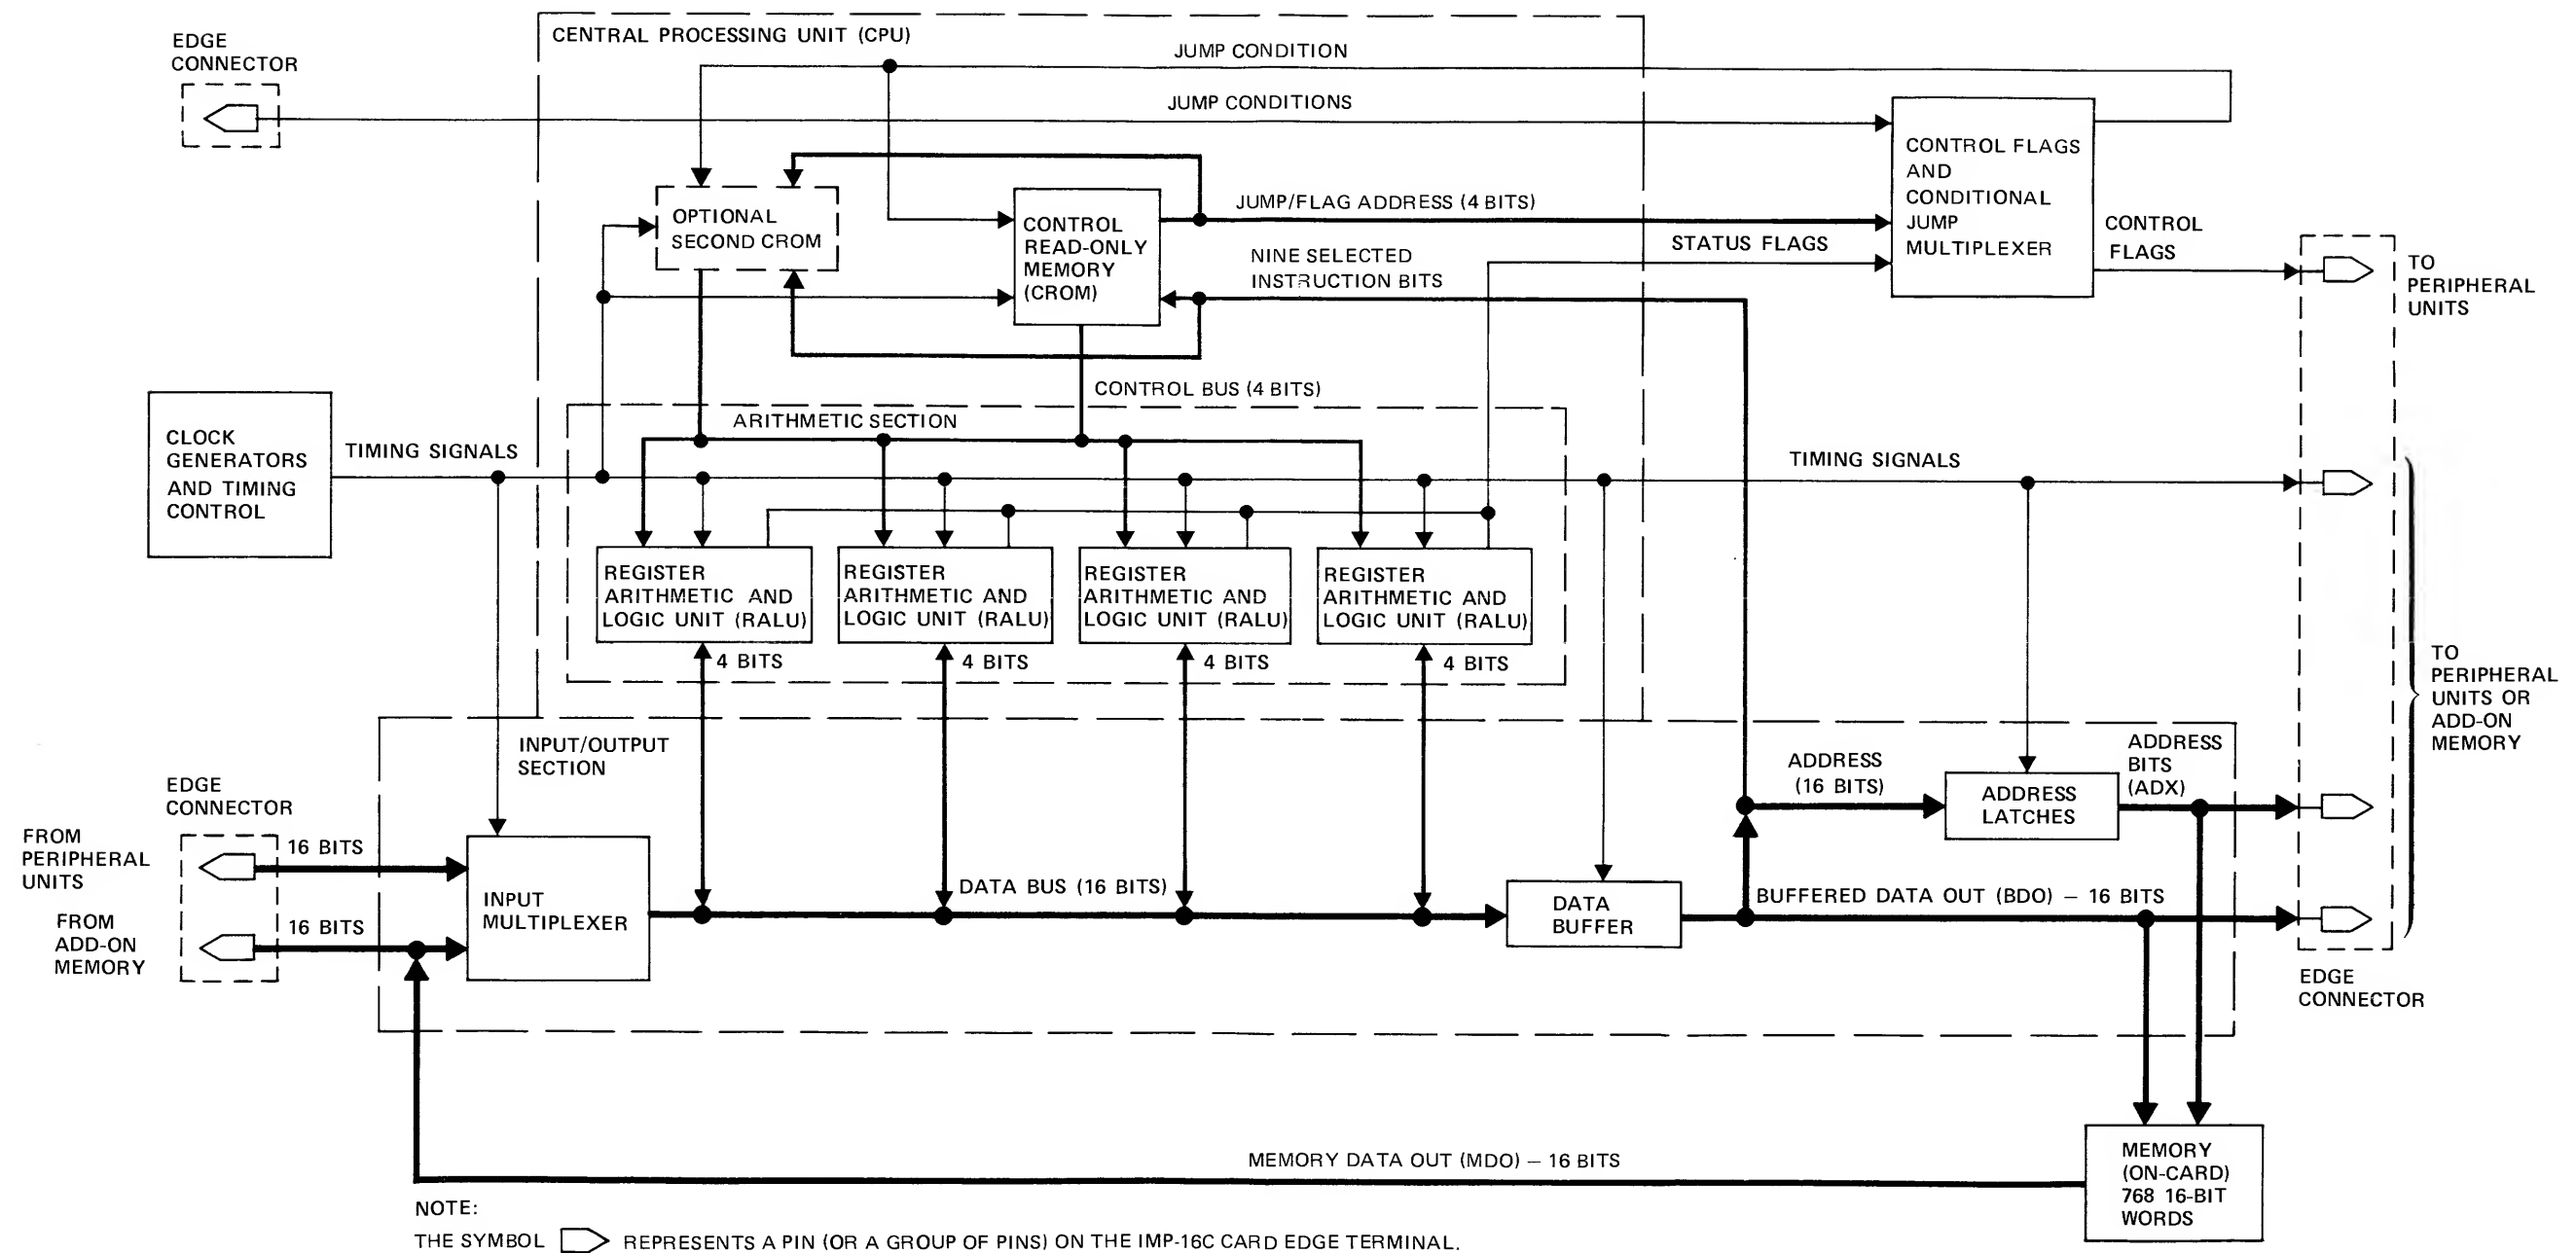 EDGE
CONNECTOR
CENTRAL PROCESSING UNIT (CPU)
JUMP CONDITION
JUMP CONDITIONS
CONTROL FLAGS
AND
CONDITIONAL
JUMP
MULTIPLEXER
OPTIONAL
SECOND CROM
CONTROL
READ-ONLY
MEMORY
(CROM)
JUMP/FLAG ADDRESS (4 BITS)
STATUS FLAGS
NINE SELECTED
INSTRUCTION BITS
CONTROL
FLAGS
TO
PERIPHERAL
UNITS
CONTROL BUS (4 BITS)
ARITHMETIC SECTION
CLOCK
GENERATORS
AND TIMING
CONTROL
TIMING SIGNALS
TIMING SIGNALS
REGISTER
ARITHMETIC AND
LOGIC UNIT (RALU)
REGISTER
ARITHMETIC AND
LOGIC UNIT (RALU)
REGISTER
ARITHMETIC AND
LOGIC UNIT (RALU)
REGISTER
ARITHMETIC AND
LOGIC UNIT (RALU)
4 BITS
4 BITS
4 BITS
4 BITS
TO
PERIPHERAL
UNITS OR
ADD-ON
MEMORY
INPUT/OUTPUT
SECTION
ADDRESS
(16 BITS)
ADDRESS
LATCHES
ADDRESS
BITS
(ADX)
EDGE
CONNECTOR
FROM
PERIPHERAL
UNITS
16 BITS
FROM
ADD-ON
MEMORY
16 BITS
INPUT
MULTIPLEXER
DATA BUS (16 BITS)
DATA
BUFFER
BUFFERED DATA OUT (BDO) — 16 BITS
EDGE
CONNECTOR
MEMORY DATA OUT (MDO) — 16 BITS
MEMORY
(ON-CARD)
768 16-BIT
WORDS
NOTE:
THE SYMBOL REPRESENTS A PIN (OR A GROUP OF PINS) ON THE IMP-16C CARD EDGE TERMINAL.